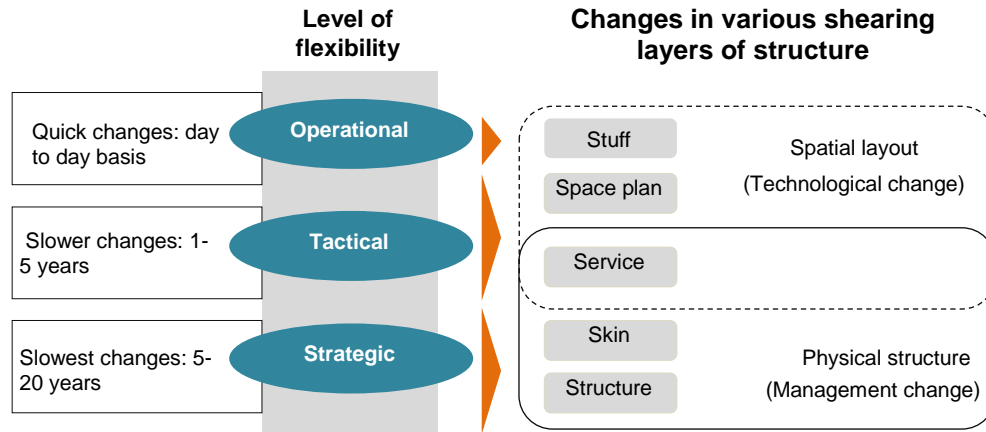 Level of
flexibility
Changes in various shearing
layers of structure
Quick changes: day
to day basis
Operational
Stuff
Space plan
Spatial layout
(Technological change)
Slower changes: 1-
5 years
Tactical
Service
Slowest changes: 5-
20 years
Strategic
Skin
Structure
Physical structure
(Management change)